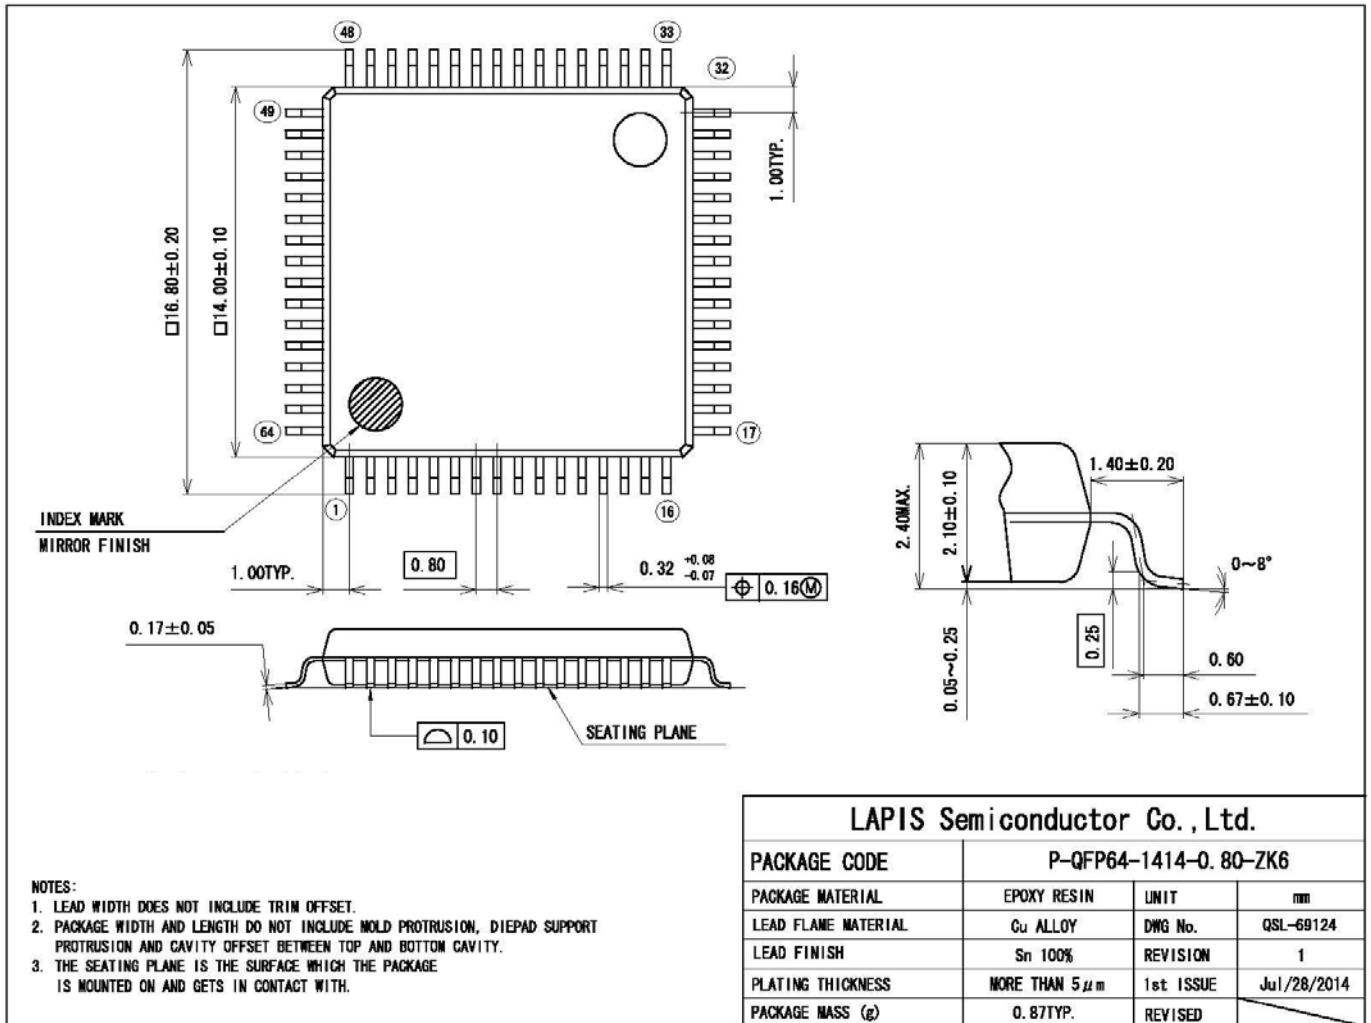 48
33
32
49
1.00TYP.
□16.80±0.20
□14.00±0.10
64
17
INDEX MARK
MIRROR FINISH
1
16
1.00TYP.
0.80
0.32 +0.08 -0.07
⌖ 0.16Ⓜ
0.17±0.05
⌓ 0.10
SEATING PLANE
2.40MAX.
2.10±0.10
1.40±0.20
0~8°
0.05~0.25
0.25
0.60
0.67±0.10
NOTES:
1. LEAD WIDTH DOES NOT INCLUDE TRIM OFFSET.
2. PACKAGE WIDTH AND LENGTH DO NOT INCLUDE MOLD PROTRUSION, DIEPAD SUPPORT
PROTRUSION AND CAVITY OFFSET BETWEEN TOP AND BOTTOM CAVITY.
3. THE SEATING PLANE IS THE SURFACE WHICH THE PACKAGE
IS MOUNTED ON AND GETS IN CONTACT WITH.
LAPIS Semiconductor Co.,Ltd.
PACKAGE CODE P-QFP64-1414-0.80-ZK6
PACKAGE MATERIAL EPOXY RESIN UNIT mm
LEAD FLAME MATERIAL Cu ALLOY DWG No. QSL-69124
LEAD FINISH Sn 100% REVISION 1
PLATING THICKNESS MORE THAN 5μm 1st ISSUE Jul/28/2014
PACKAGE MASS (g) 0.87TYP. REVISED